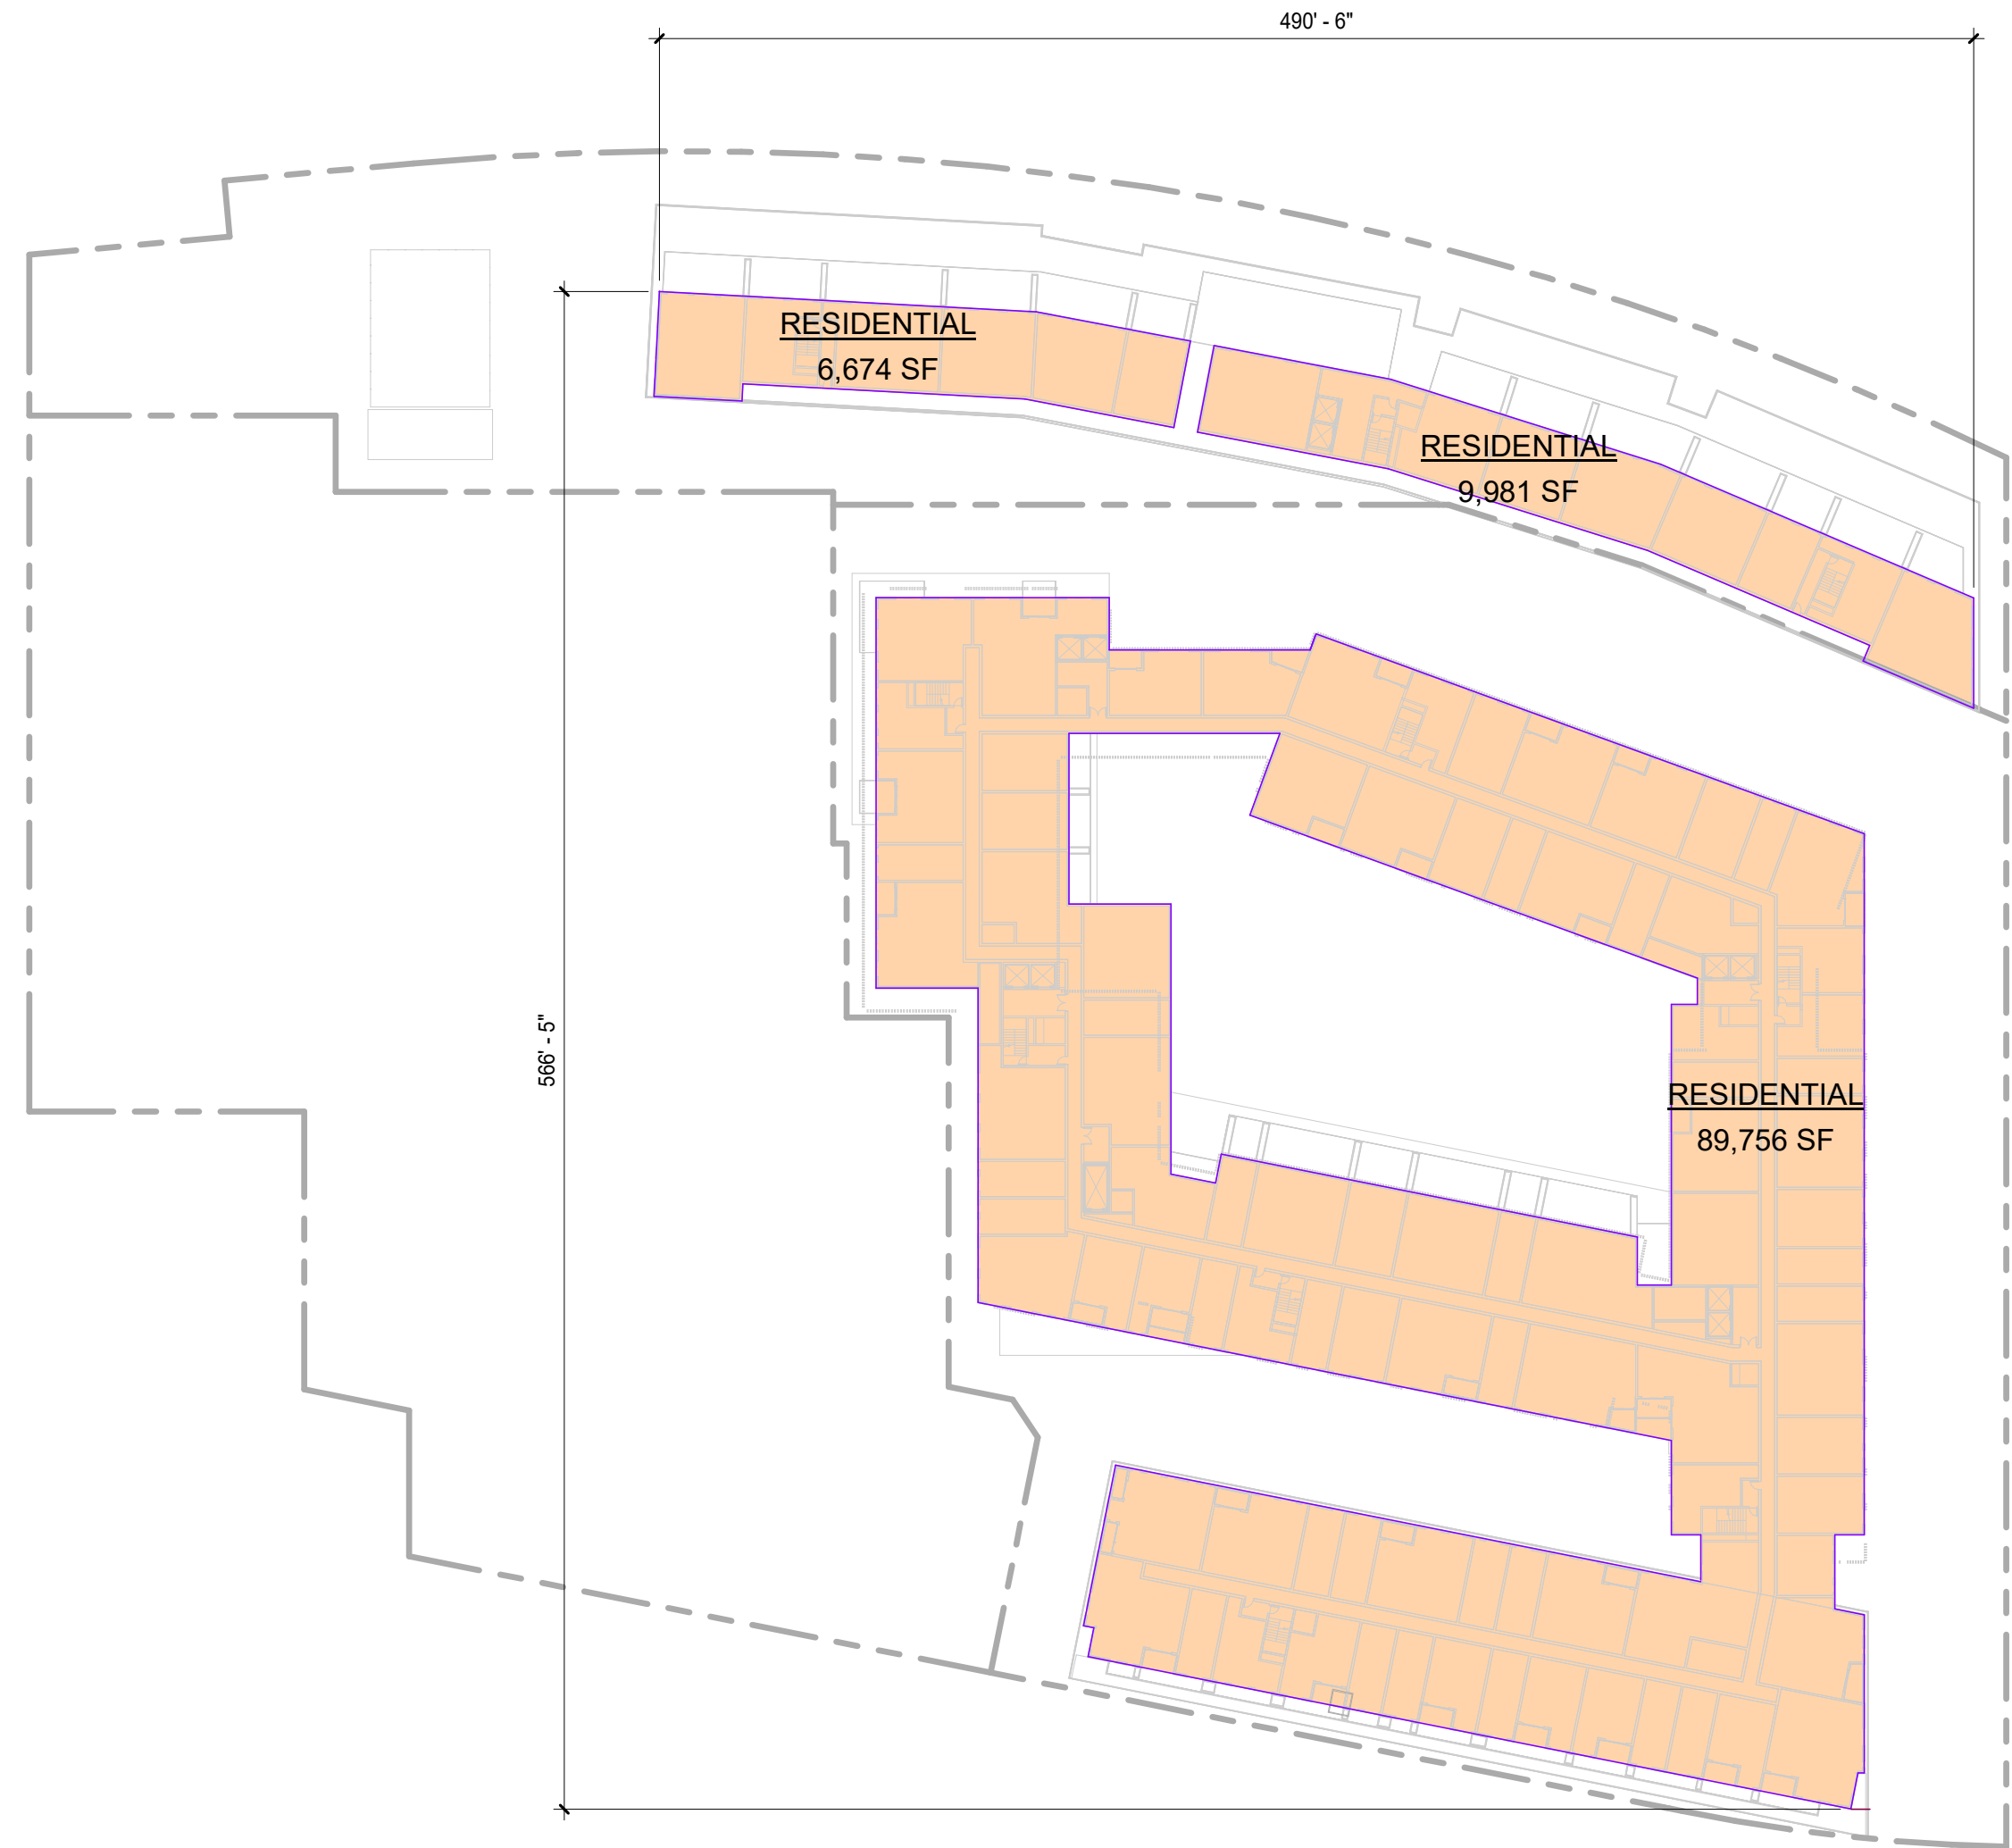 490' - 6"
RESIDENTIAL
6,674 SF
RESIDENTIAL
9,981 SF
566' - 5"
RESIDENTIAL
89,756 SF